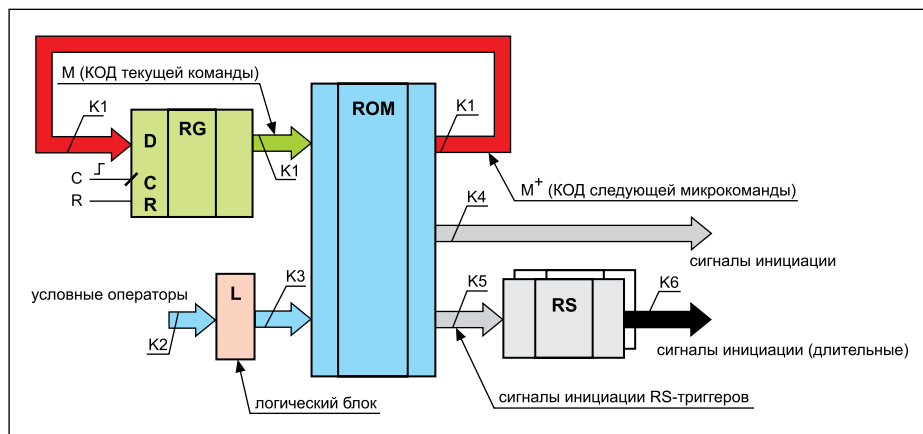 M (КОД текущей команды)
K1
D
RG
ROM
K1
K1
C
C
R
R
M+ (КОД следующей микрокоманды)
K4
сигналы инициации
условные операторы
K2
L
K3
K5
RS
K6
сигналы инициации (длительные)
логический блок
сигналы инициации RS-триггеров